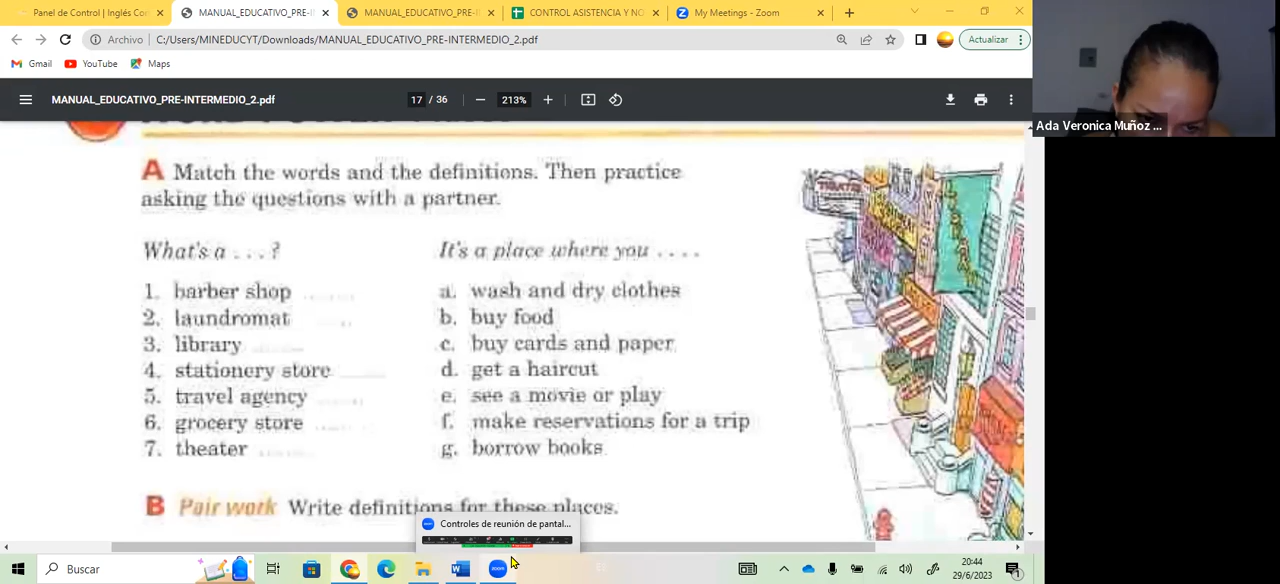 Panel de Control | Inglés Con
MANUAL_EDUCATIVO_PRE-I
MANUAL_EDUCATIVO_PRE-I
CONTROL ASISTENCIA Y NO
My Meetings - Zoom
Archivo
C:/Users/MINEDUCYT/Downloads/MANUAL_EDUCATIVO_PRE-INTERMEDIO_2.pdf
Actualizar
Gmail
YouTube
Maps
MANUAL_EDUCATIVO_PRE-INTERMEDIO_2.pdf
17 / 36
213%
Ada Veronica Muñoz ...
A Match the words and the definitions. Then practice
asking the questions with a partner.
What's a . . . ?
It's a place where you . . . .
1. barber shop
2. laundromat
3. library
4. stationery store
5. travel agency
6. grocery store
7. theater
a. wash and dry clothes
b. buy food
c. buy cards and paper
d. get a haircut
e. see a movie or play
f. make reservations for a trip
g. borrow books
THEATER
B Pair work Write definitions for these places.
Controles de reunión de pantal...
Buscar
zoom
20:44
29/6/2023